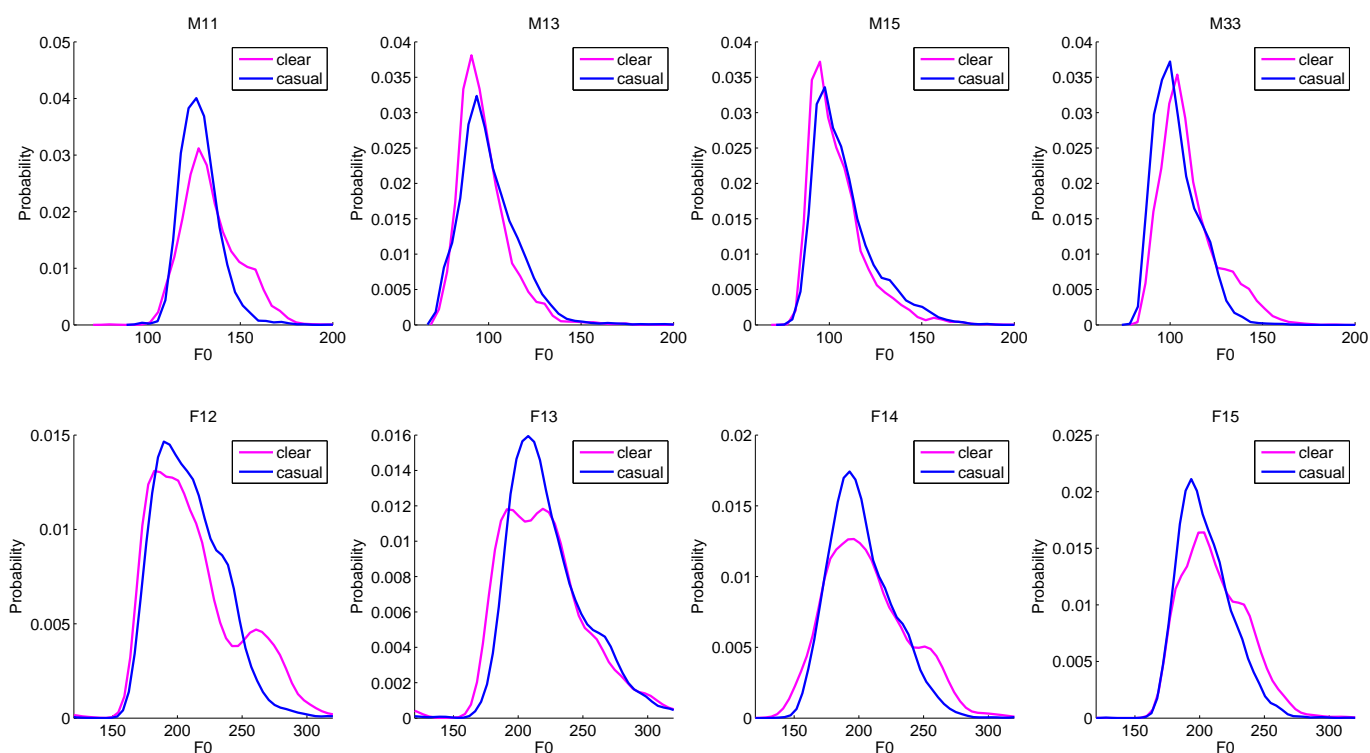 M11
0.05
0.04
0.03
0.02
0.01
0
Probability
100
150
200
F0
clear
casual
M13
0.04
0.035
0.03
0.025
0.02
0.015
0.01
0.005
0
Probability
100
150
200
F0
clear
casual
M15
0.04
0.035
0.03
0.025
0.02
0.015
0.01
0.005
0
Probability
100
150
200
F0
clear
casual
M33
0.04
0.035
0.03
0.025
0.02
0.015
0.01
0.005
0
Probability
100
150
200
F0
clear
casual
F12
0.015
0.01
0.005
0
Probability
150
200
250
300
F0
clear
casual
F13
0.016
0.014
0.012
0.01
0.008
0.006
0.004
0.002
0
Probability
150
200
250
300
F0
clear
casual
F14
0.02
0.015
0.01
0.005
0
Probability
150
200
250
300
F0
clear
casual
F15
0.025
0.02
0.015
0.01
0.005
0
Probability
150
200
250
300
F0
clear
casual